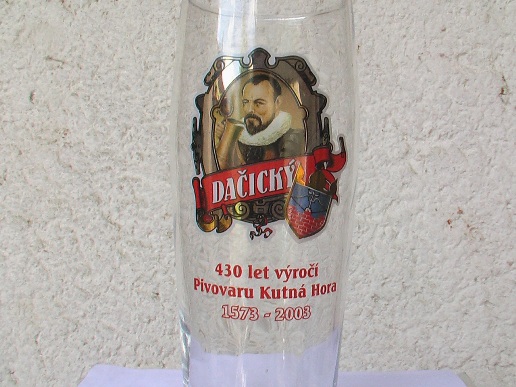 DAČICKÝ
430 let výročí
Pivovaru Kutná Hora
1573 - 2003